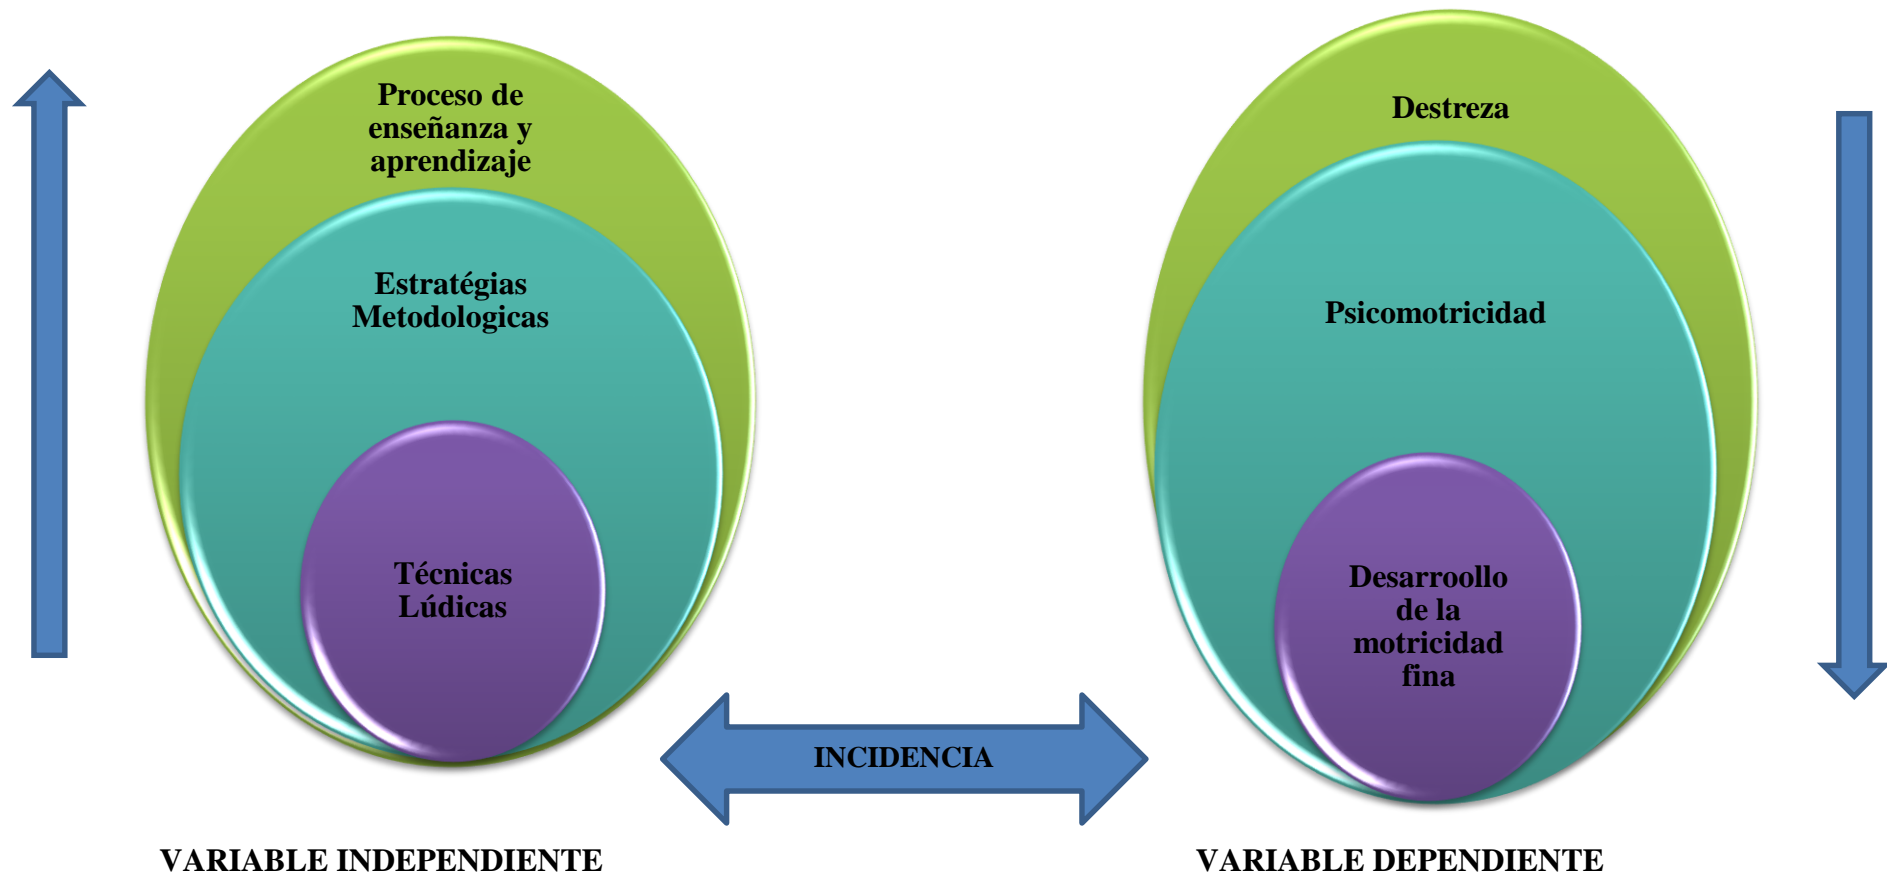 Proceso de
enseñanza y
aprendizaje
Estratégias
Metodologicas
Técnicas
Lúdicas
Destreza
Psicomotricidad
Desarroollo
de la
motricidad
fina
INCIDENCIA
VARIABLE INDEPENDIENTE
VARIABLE DEPENDIENTE